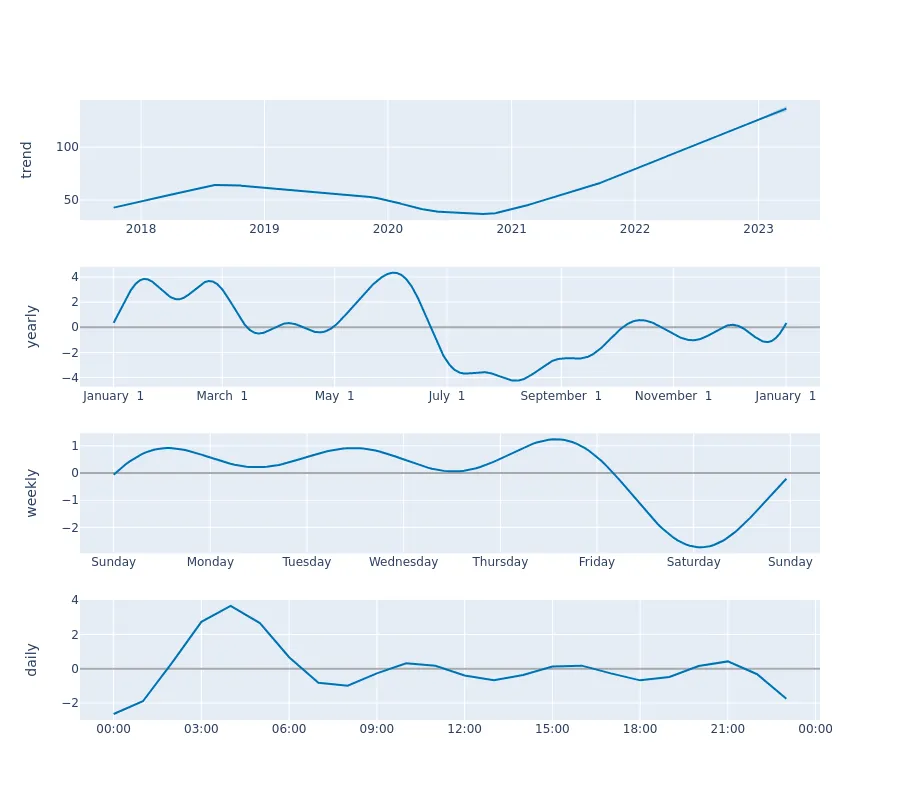 trend
100
50
2018 2019 2020 2021 2022 2023
yearly
4
2
0
−2
−4
January 1 March 1 May 1 July 1 September 1 November 1 January 1
weekly
1
0
−1
−2
Sunday Monday Tuesday Wednesday Thursday Friday Saturday Sunday
daily
4
2
0
−2
00:00 03:00 06:00 09:00 12:00 15:00 18:00 21:00 00:00